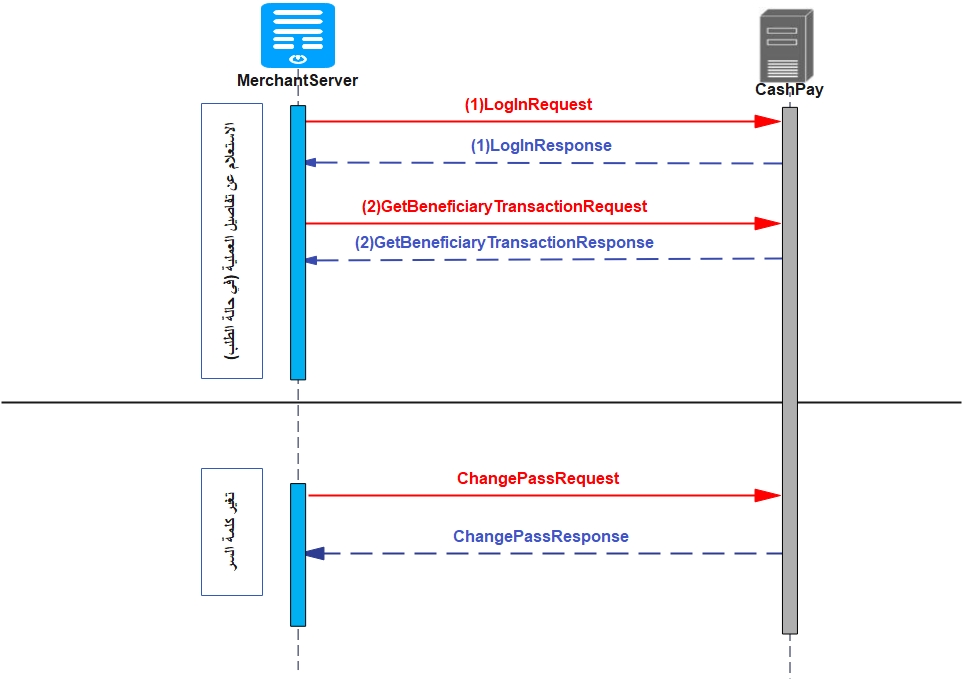 MerchantServer
CashPay
(1)LogInRequest
(1)LogInResponse
(2)GetBeneficiaryTransactionRequest
(2)GetBeneficiaryTransactionResponse
الاستعلام عن تفاصيل العملية (في حالة الطلب)
ChangePassRequest
ChangePassResponse
تغير كلمة السر